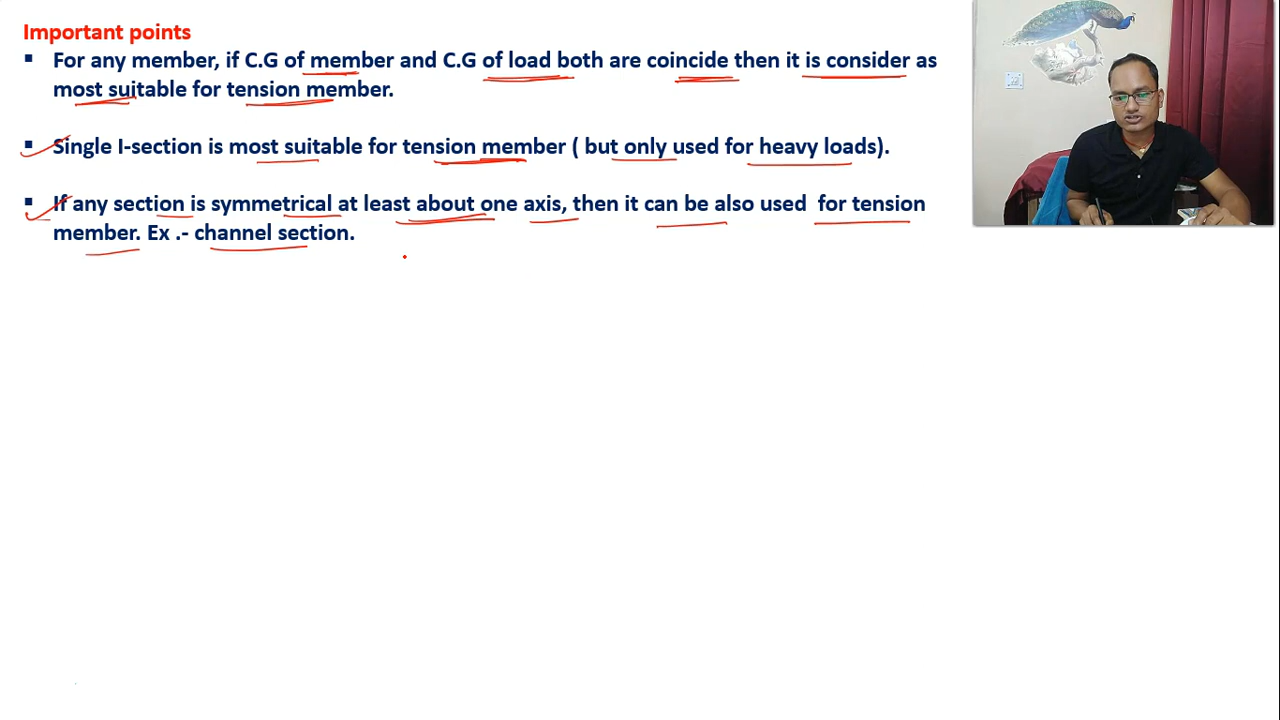 Important points
▪ For any member, if C.G of member and C.G of load both are coincide then it is consider as
most suitable for tension member.
▪ Single I-section is most suitable for tension member ( but only used for heavy loads).
▪ If any section is symmetrical at least about one axis, then it can be also used for tension
member. Ex .- channel section.